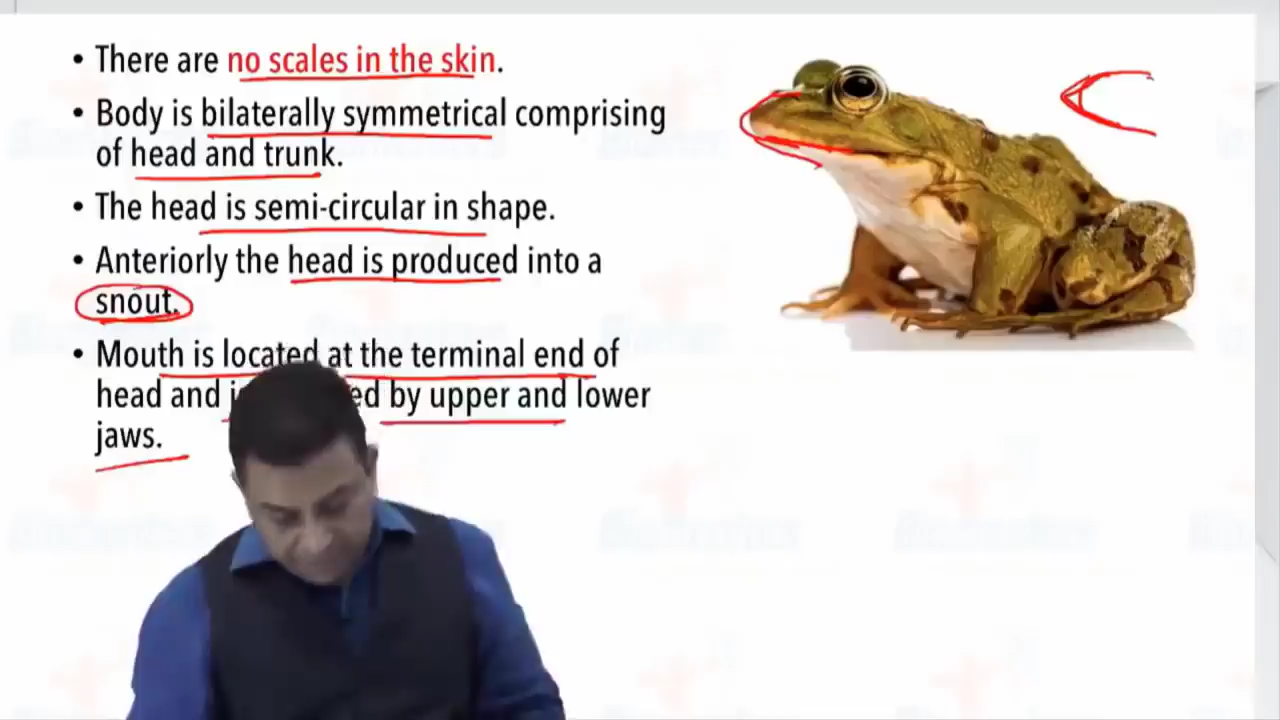 • There are no scales in the skin.
• Body is bilaterally symmetrical comprising
of head and trunk.
• The head is semi-circular in shape.
• Anteriorly the head is produced into a
snout.
• Mouth is located at the terminal end of
head and by upper and lower
jaws.